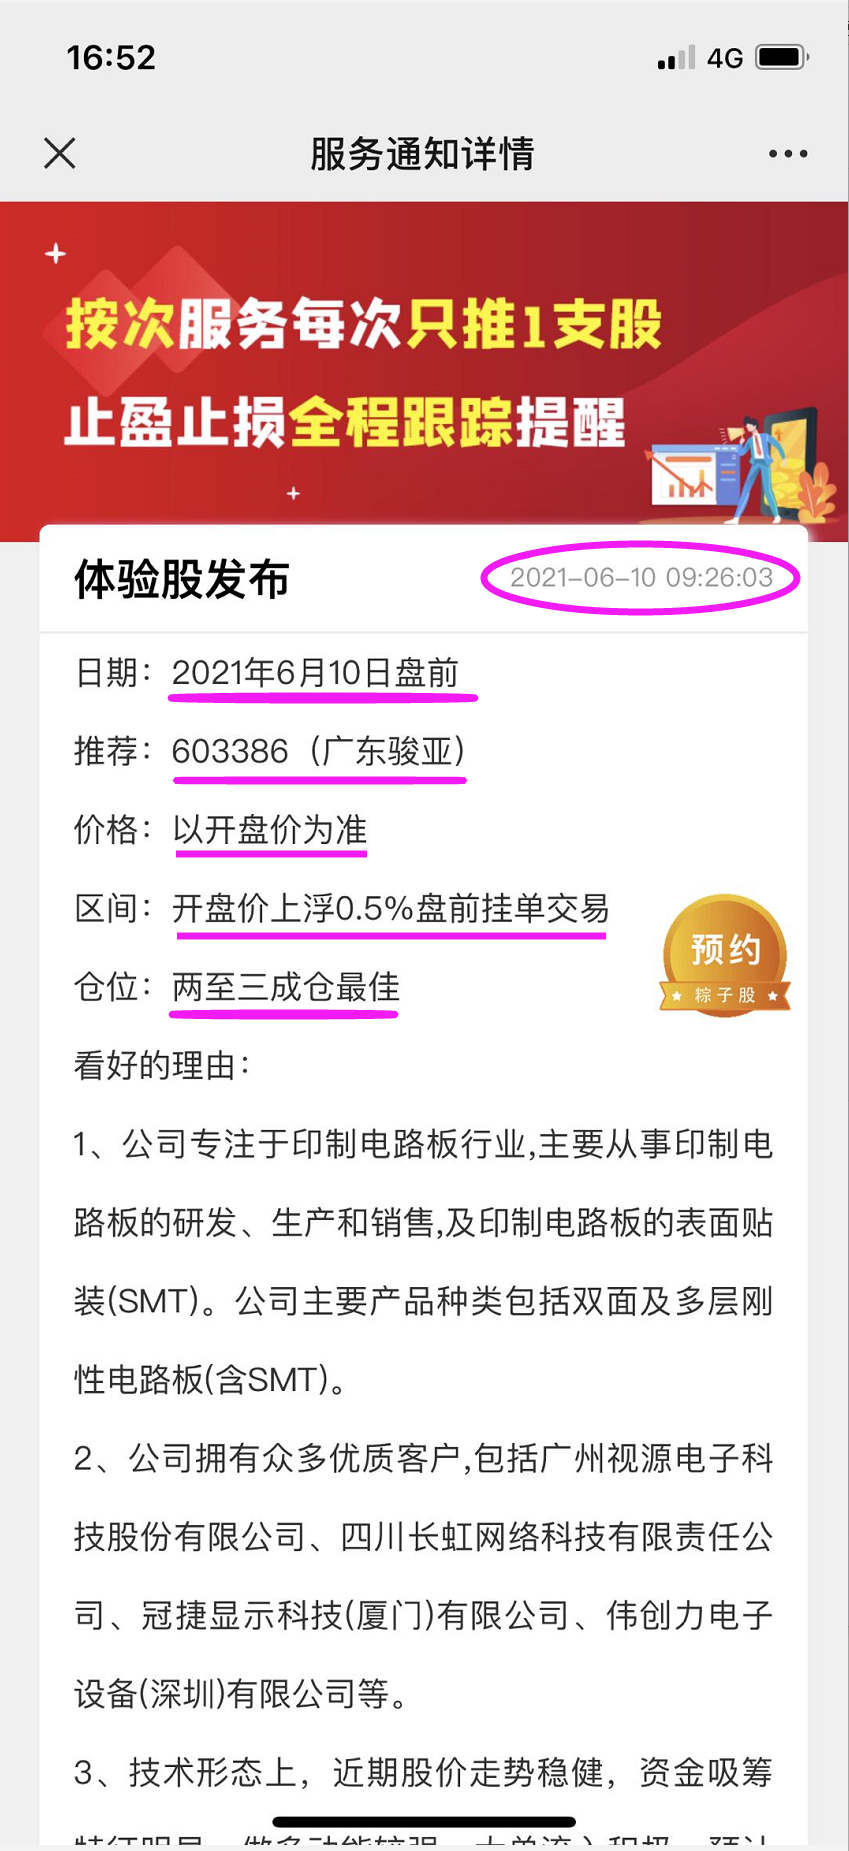 16:52
4G
服务通知详情
按次服务每次只推1支股
止盈止损全程跟踪提醒
体验股发布
2021-06-10 09:26:03
日期：2021年6月10日盘前
推荐：603386（广东骏亚）
价格：以开盘价为准
区间：开盘价上浮0.5%盘前挂单交易
仓位：两至三成仓最佳
预约
粽子股
看好的理由：
1、公司专注于印制电路板行业,主要从事印制电
路板的研发、生产和销售,及印制电路板的表面贴
装(SMT)。公司主要产品种类包括双面及多层刚
性电路板(含SMT)。
2、公司拥有众多优质客户,包括广州视源电子科
技股份有限公司、四川长虹网络科技有限责任公
司、冠捷显示科技(厦门)有限公司、伟创力电子
设备(深圳)有限公司等。
3、技术形态上，近期股价走势稳健，资金吸筹